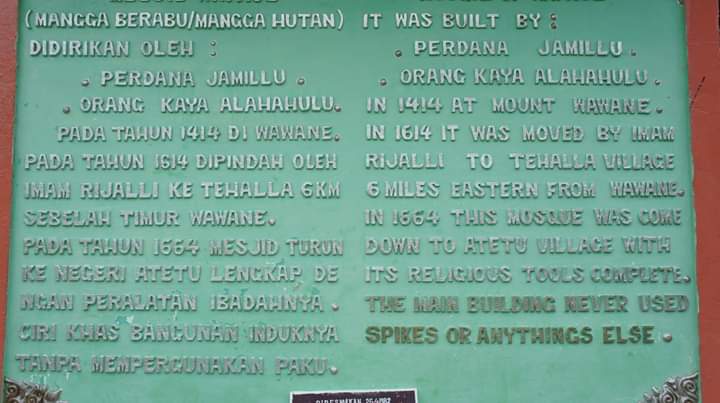 (MANGGA BERABU/MANGGA HUTAN)
DIDIRIKAN OLEH :
. PERDANA JAMILLU .
. ORANG KAYA ALAHAHULU.
PADA TAHUN 1414 DI WAWANE.
PADA TAHUN 1614 DIPINDAH OLEH
IMAM RIJALLI KE TEHALLA 6KM
SEBELAH TIMUR WAWANE.
PADA TAHUN 1664 MESJID TURUN
KE NEGERI ATETU LENGKAP DE
NGAN PERALATAN IBADAHNYA .
CIRI KHAS BANGUNAN INDUKNYA
TANPA MEMPERGUNAKAN PAKU.
IT WAS BUILT BY :
. PERDANA JAMILLU .
. ORANG KAYA ALAHAHULU .
IN 1414 AT MOUNT WAWANE .
IN 1614 IT WAS MOVED BY IMAM
RIJALLI TO TEHALLA VILLAGE
6 MILES EASTERN FROM WAWANE.
IN 1664 THIS MOSQUE WAS COME
DOWN TO ATETU VILLAGE WITH
ITS RELIGIOUS TOOLS COMPLETE.
THE MAIN BUILDING NEVER USED
SPIKES OR ANYTHINGS ELSE .